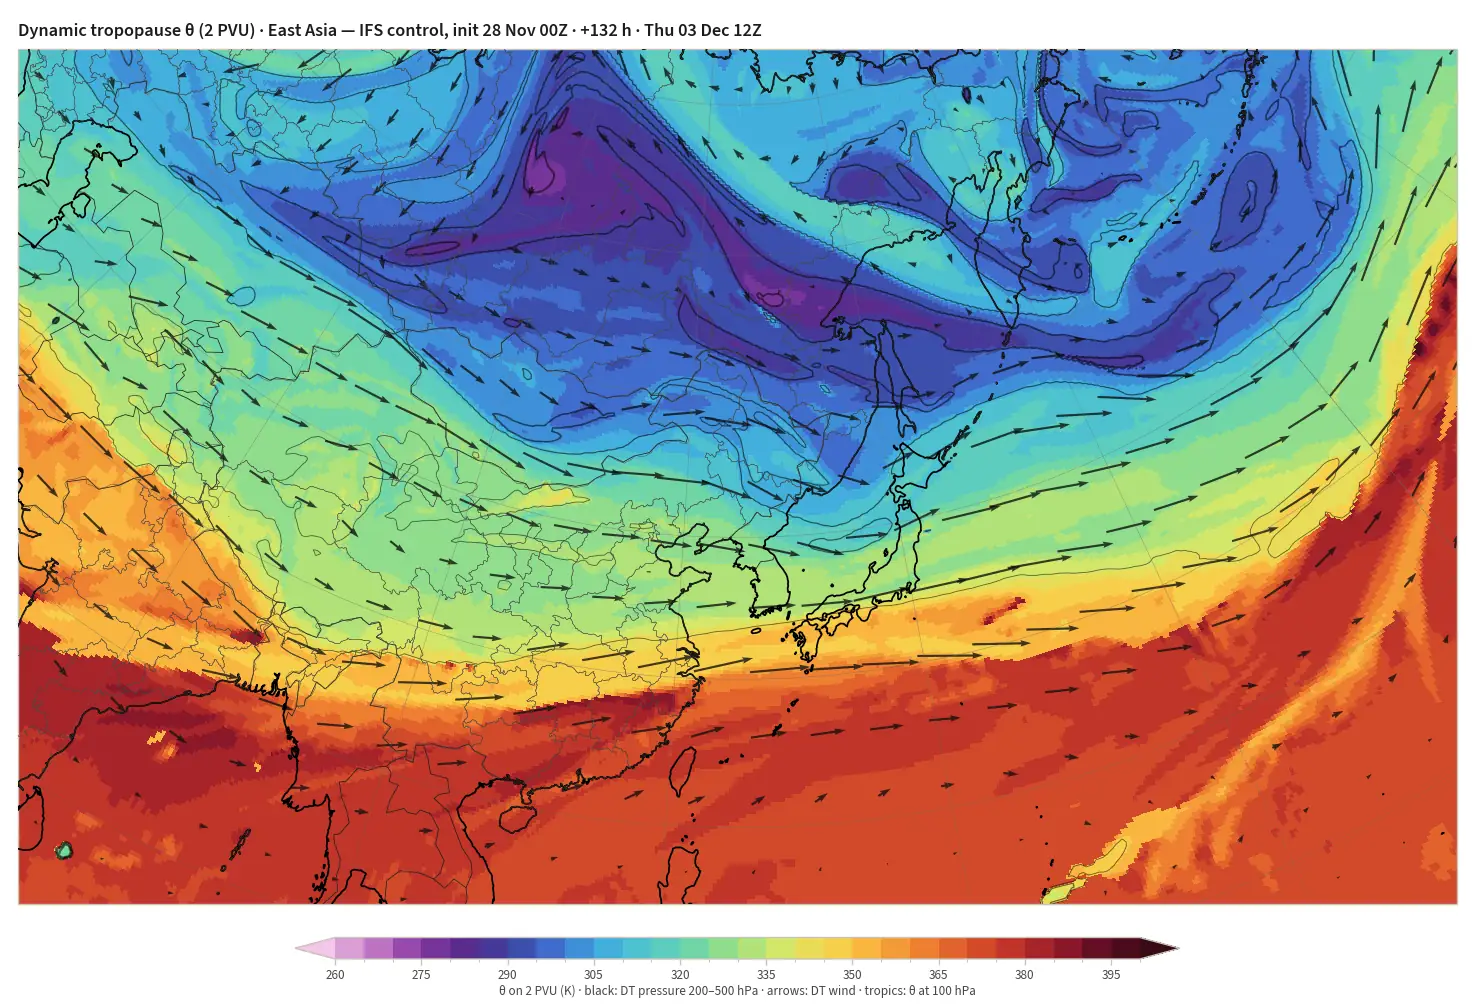 Dynamic tropopause θ (2 PVU) · East Asia — IFS control, init 28 Nov 00Z · +132 h · Thu 03 Dec 12Z
260 275 290 305 320 335 350 365 380 395
θ on 2 PVU (K) · black: DT pressure 200–500 hPa · arrows: DT wind · tropics: θ at 100 hPa